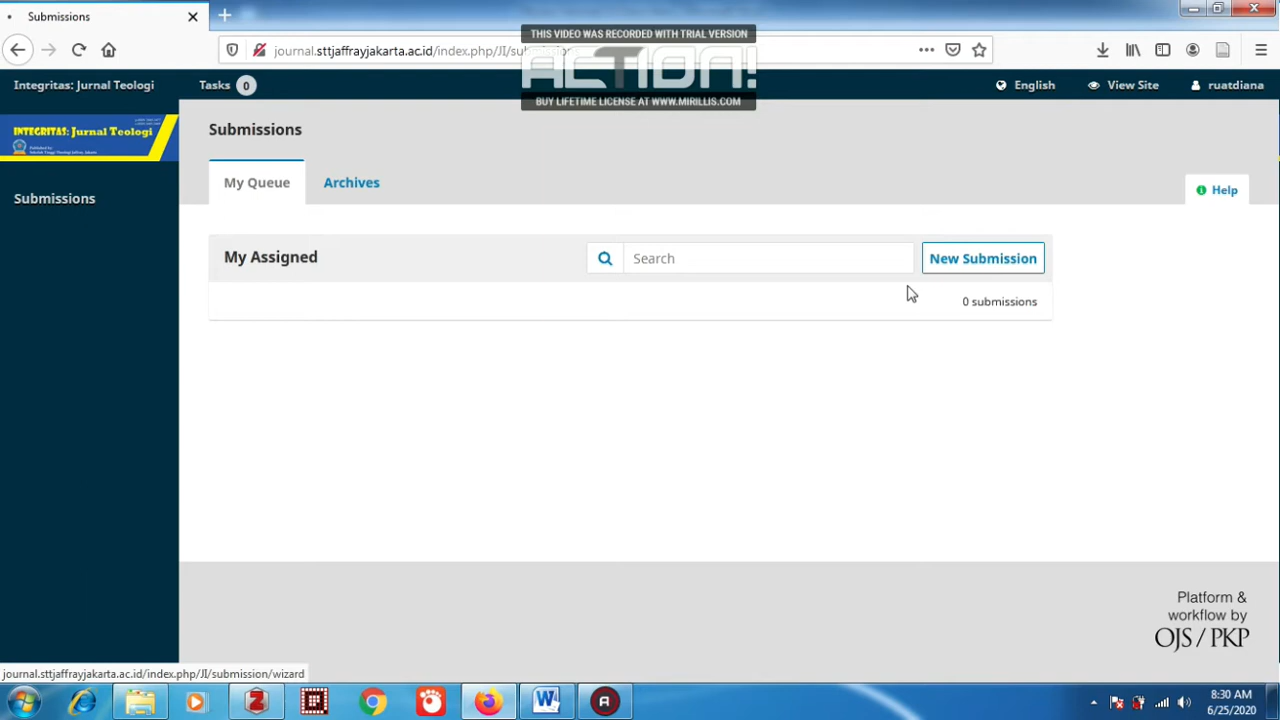 Submissions
THIS VIDEO WAS RECORDED WITH TRIAL VERSION
journal.sttjaffrayjakarta.ac.id/index.php/JI/submissions
ACTION!
BUY LIFETIME LICENSE AT WWW.MIRILLIS.COM
Integritas: Jurnal Teologi
Tasks 0
English
View Site
ruatdiana
INTEGRITAS: Jurnal Teologi
Published by
Sekolah Tinggi Teologi Jaffray, Jakarta
Submissions
Submissions
My Queue
Archives
Help
My Assigned
Search
New Submission
0 submissions
Platform &
workflow by
OJS / PKP
journal.sttjaffrayjakarta.ac.id/index.php/JI/submission/wizard
8:30 AM
6/25/2020